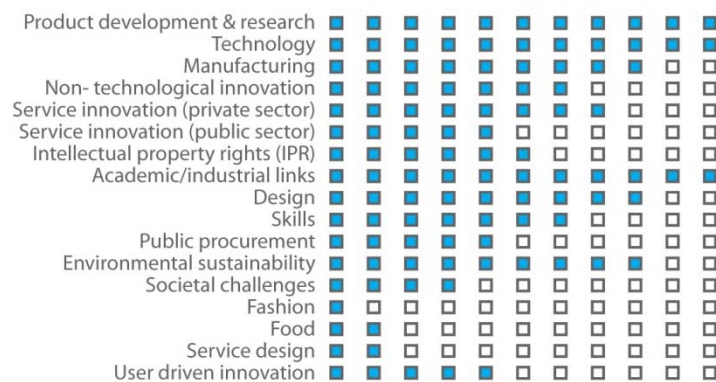 Product development & research
Technology
Manufacturing
Non- technological innovation
Service innovation (private sector)
Service innovation (public sector)
Intellectual property rights (IPR)
Academic/industrial links
Design
Skills
Public procurement
Environmental sustainability
Societal challenges
Fashion
Food
Service design
User driven innovation